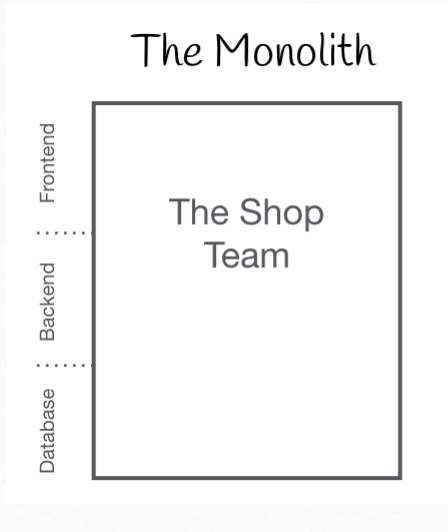 The Monolith
Frontend
The Shop
Team
Backend
Database